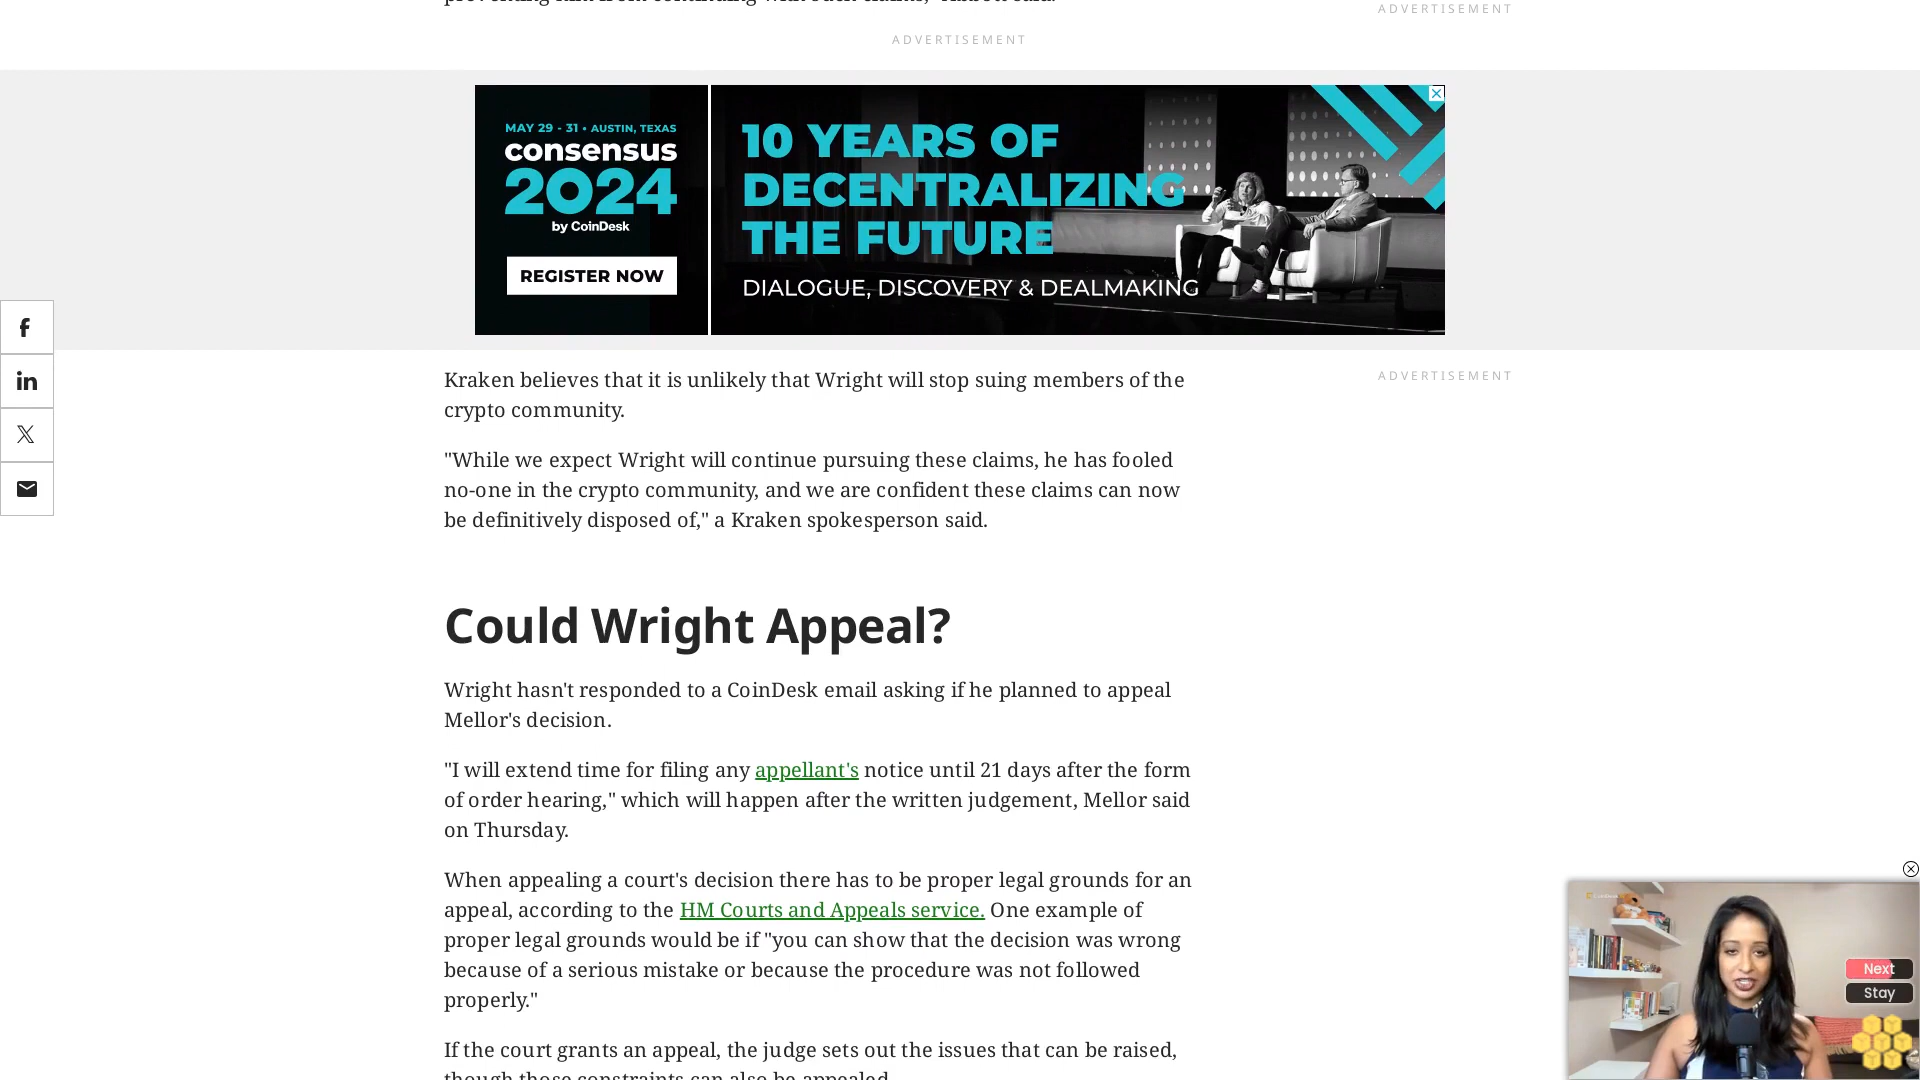 ADVERTISEMENT
ADVERTISEMENT
MAY 29 - 31 • AUSTIN, TEXAS
consensus
2024
by CoinDesk
REGISTER NOW
10 YEARS OF
DECENTRALIZING
THE FUTURE
DIALOGUE, DISCOVERY & DEALMAKING
Kraken believes that it is unlikely that Wright will stop suing members of the
crypto community.
ADVERTISEMENT
"While we expect Wright will continue pursuing these claims, he has fooled
no-one in the crypto community, and we are confident these claims can now
be definitively disposed of," a Kraken spokesperson said.
Could Wright Appeal?
Wright hasn't responded to a CoinDesk email asking if he planned to appeal
Mellor's decision.
"I will extend time for filing any appellant's notice until 21 days after the form
of order hearing," which will happen after the written judgement, Mellor said
on Thursday.
When appealing a court's decision there has to be proper legal grounds for an
appeal, according to the HM Courts and Appeals service. One example of
proper legal grounds would be if "you can show that the decision was wrong
because of a serious mistake or because the procedure was not followed
properly."
If the court grants an appeal, the judge sets out the issues that can be raised,
though those constraints can also be appealed.
Next
Stay